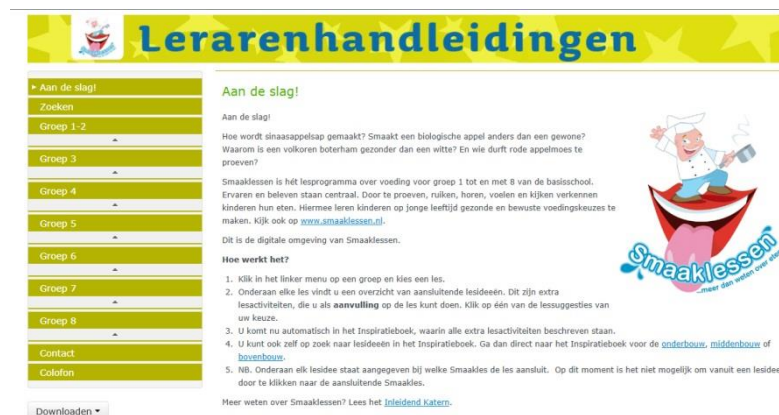 Lerarenhandleidingen
Aan de slag!
Zoeken
Groep 1-2
Groep 3
Groep 4
Groep 5
Groep 6
Groep 7
Groep 8
Contact
Colofon
Downloaden
Aan de slag!
Aan de slag!
Hoe wordt sinaasappelsap gemaakt? Smaakt een biologische appel anders dan een gewone?
Waarom is een volkoren boterham gezonder dan een witte? En wie durft rode appelmoes te
proeven?
Smaaklessen is hét lesprogramma over voeding voor groep 1 tot en met 8 van de basisschool.
Ervaren en beleven staan centraal. Door te proeven, ruiken, horen, voelen en kijken verkennen
kinderen hun eten. Hiermee leren kinderen op jonge leeftijd gezonde en bewuste voedingskeuzes te
maken. Kijk ook op www.smaaklessen.nl.
Dit is de digitale omgeving van Smaaklessen.
Hoe werkt het?
1. Klik in het linker menu op een groep en kies een les.
2. Onderaan elke les vindt u een overzicht van aansluitende lesideeën. Dit zijn extra
lesactiviteiten, die u als aanvulling op de les kunt doen. Klik op één van de lessuggesties van
uw keuze.
3. U komt nu automatisch in het Inspiratieboek, waarin alle extra lesactiviteiten beschreven staan.
4. U kunt ook zelf op zoek naar lesideeën in het Inspiratieboek. Ga dan direct naar het Inspiratieboek voor de onderbouw, middenbouw of
bovenbouw.
5. NB. Onderaan elk lesidee staat aangegeven bij welke Smaakles de les aansluit. Op dit moment is het niet mogelijk om vanuit een lesidee
door te klikken naar de aansluitende Smaakles.
Meer weten over Smaaklessen? Lees het Inleidend Katern.
Smaaklessen
...meer dan weten over eten